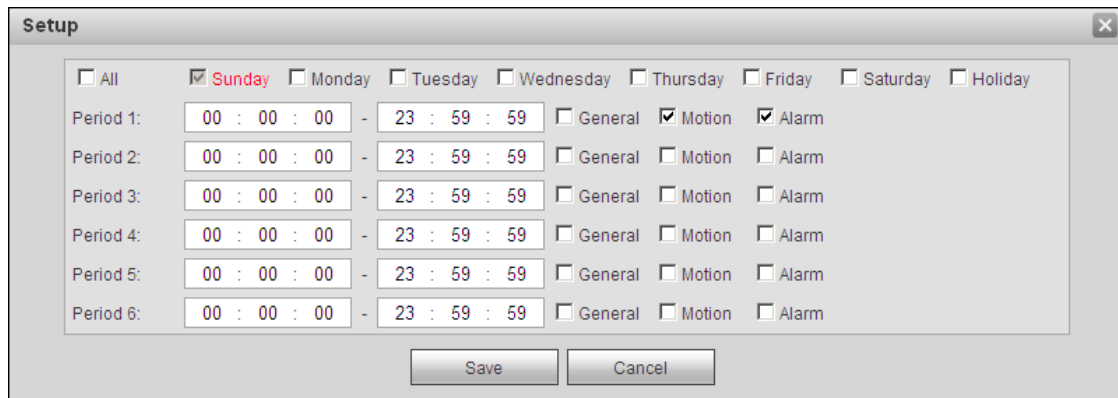 Setup
All Sunday Monday Tuesday Wednesday Thursday Friday Saturday Holiday
Period 1: 00 : 00 : 00 - 23 : 59 : 59 General Motion Alarm
Period 2: 00 : 00 : 00 - 23 : 59 : 59 General Motion Alarm
Period 3: 00 : 00 : 00 - 23 : 59 : 59 General Motion Alarm
Period 4: 00 : 00 : 00 - 23 : 59 : 59 General Motion Alarm
Period 5: 00 : 00 : 00 - 23 : 59 : 59 General Motion Alarm
Period 6: 00 : 00 : 00 - 23 : 59 : 59 General Motion Alarm
Save Cancel